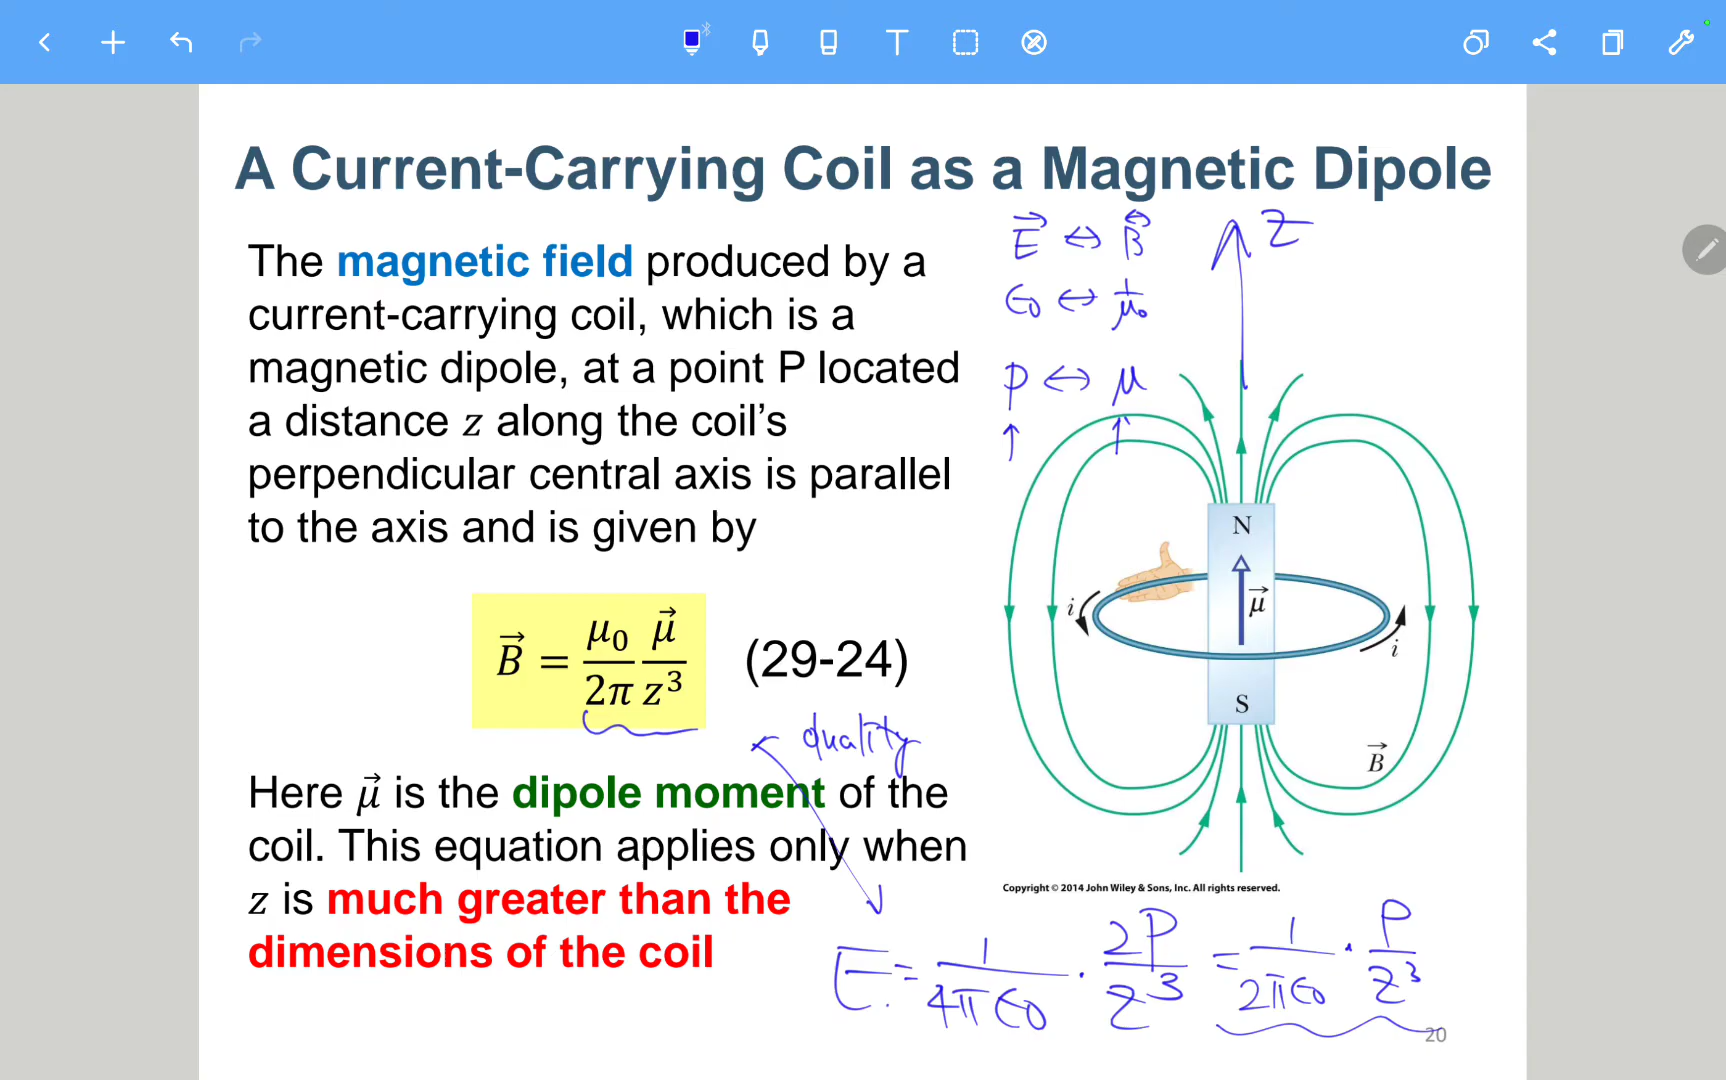 A Current-Carrying Coil as a Magnetic Dipole
The magnetic field produced by a
current-carrying coil, which is a
magnetic dipole, at a point P located
a distance z along the coil's
perpendicular central axis is parallel
to the axis and is given by
B⃗ = μ₀/2π μ⃗/z³ (29-24)
Here μ⃗ is the dipole moment of the
coil. This equation applies only when
z is much greater than the
dimensions of the coil
E⃗ ⇔ B⃗
ϵ₀ ↔ 1/μ₀
p ↔ μ
↑ ↑
z
N
μ⃗
i
i
S
B⃗
Copyright © 2014 John Wiley & Sons, Inc. All rights reserved.
duality
E = 1/4πϵ₀ · 2P/z³ = 1/2πϵ₀ · P/z³
20
T